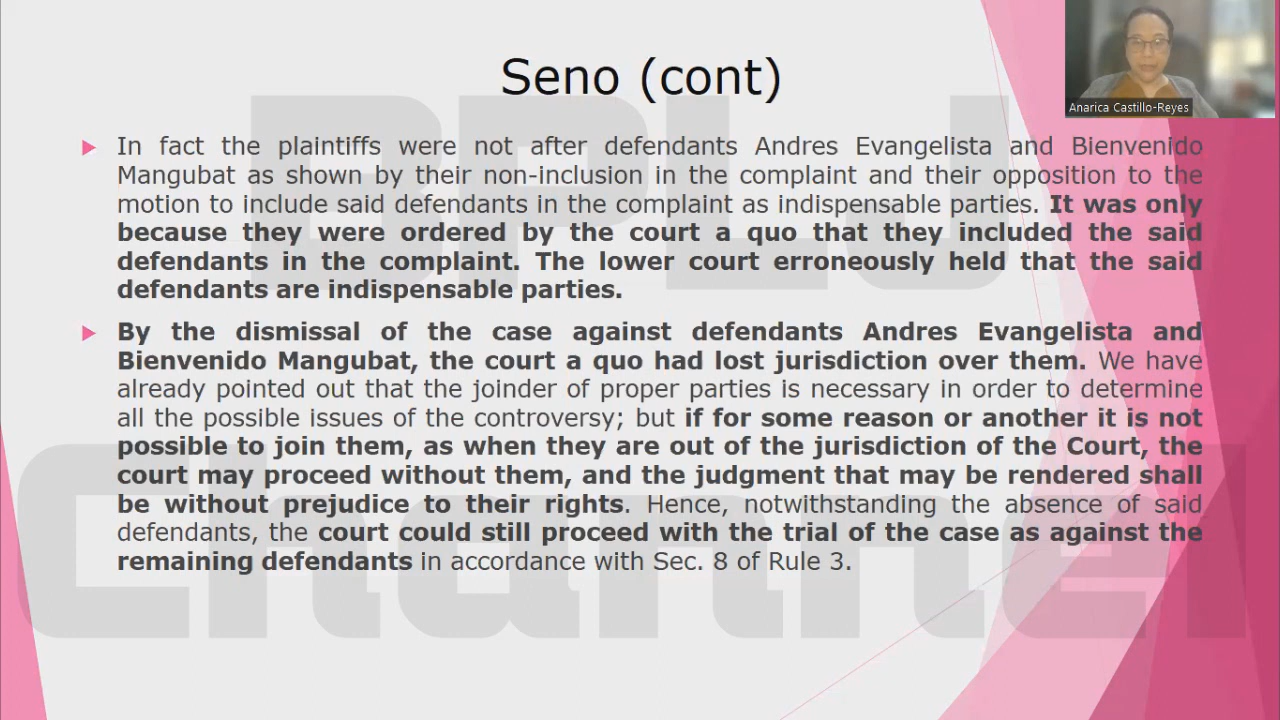 Seno (cont)
Anarica Castillo-Reyes
In fact the plaintiffs were not after defendants Andres Evangelista and Bienvenido
Mangubat as shown by their non-inclusion in the complaint and their opposition to the
motion to include said defendants in the complaint as indispensable parties. It was only
because they were ordered by the court a quo that they included the said
defendants in the complaint. The lower court erroneously held that the said
defendants are indispensable parties.
By the dismissal of the case against defendants Andres Evangelista and
Bienvenido Mangubat, the court a quo had lost jurisdiction over them. We have
already pointed out that the joinder of proper parties is necessary in order to determine
all the possible issues of the controversy; but if for some reason or another it is not
possible to join them, as when they are out of the jurisdiction of the Court, the
court may proceed without them, and the judgment that may be rendered shall
be without prejudice to their rights. Hence, notwithstanding the absence of said
defendants, the court could still proceed with the trial of the case as against the
remaining defendants in accordance with Sec. 8 of Rule 3.
BPLJ
Channel